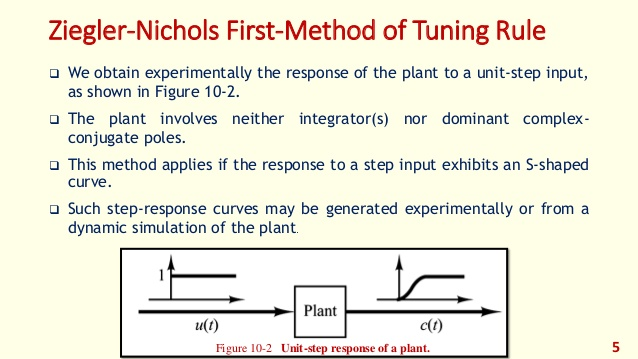 Ziegler-Nichols First-Method of Tuning Rule
❑ We obtain experimentally the response of the plant to a unit-step input,
as shown in Figure 10-2.
❑ The plant involves neither integrator(s) nor dominant complex-
conjugate poles.
❑ This method applies if the response to a step input exhibits an S-shaped
curve.
❑ Such step-response curves may be generated experimentally or from a
dynamic simulation of the plant.
1
Plant
u(t)
c(t)
Figure 10-2 Unit-step response of a plant.
5